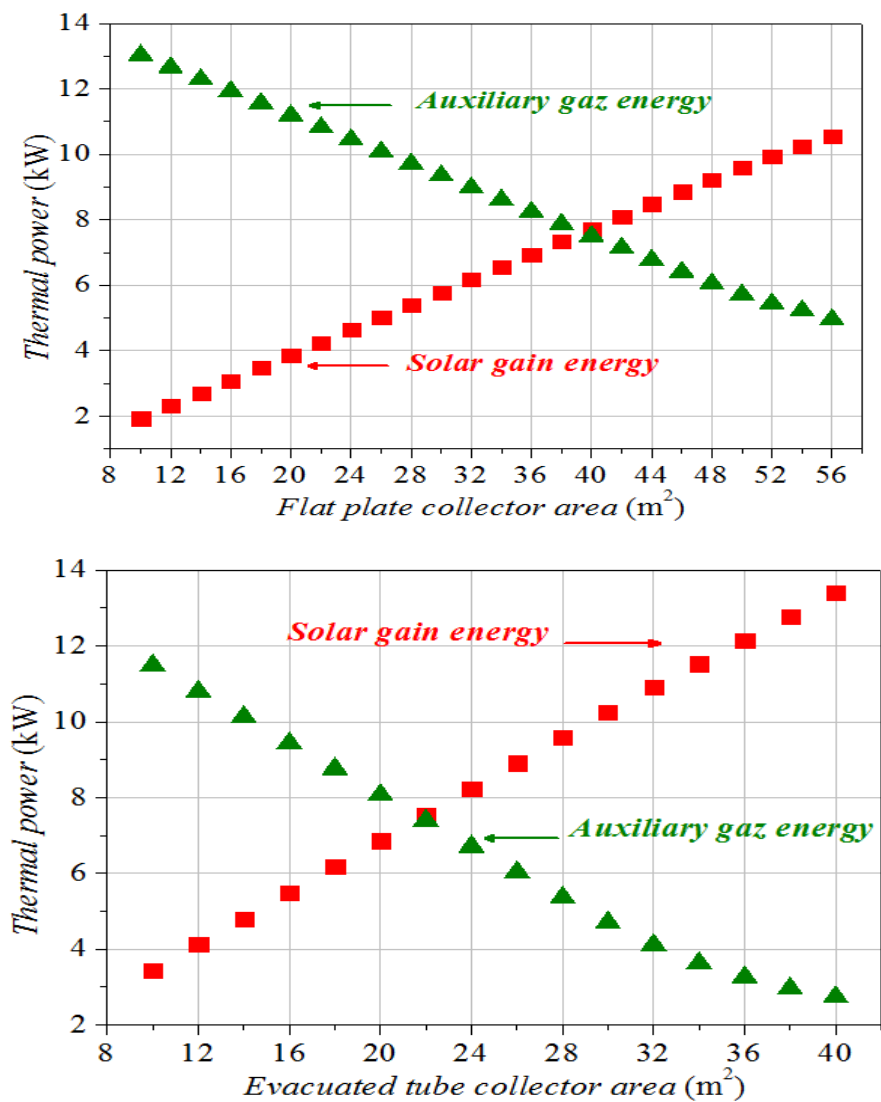 14
12
10
8
6
4
2
Thermal power (kW)
Auxiliary gaz energy
Solar gain energy
8 12 16 20 24 28 32 36 40 44 48 52 56
Flat plate collector area (m²)
14
12
10
8
6
4
2
Thermal power (kW)
Solar gain energy
Auxiliary gaz energy
8 12 16 20 24 28 32 36 40
Evacuated tube collector area (m²)